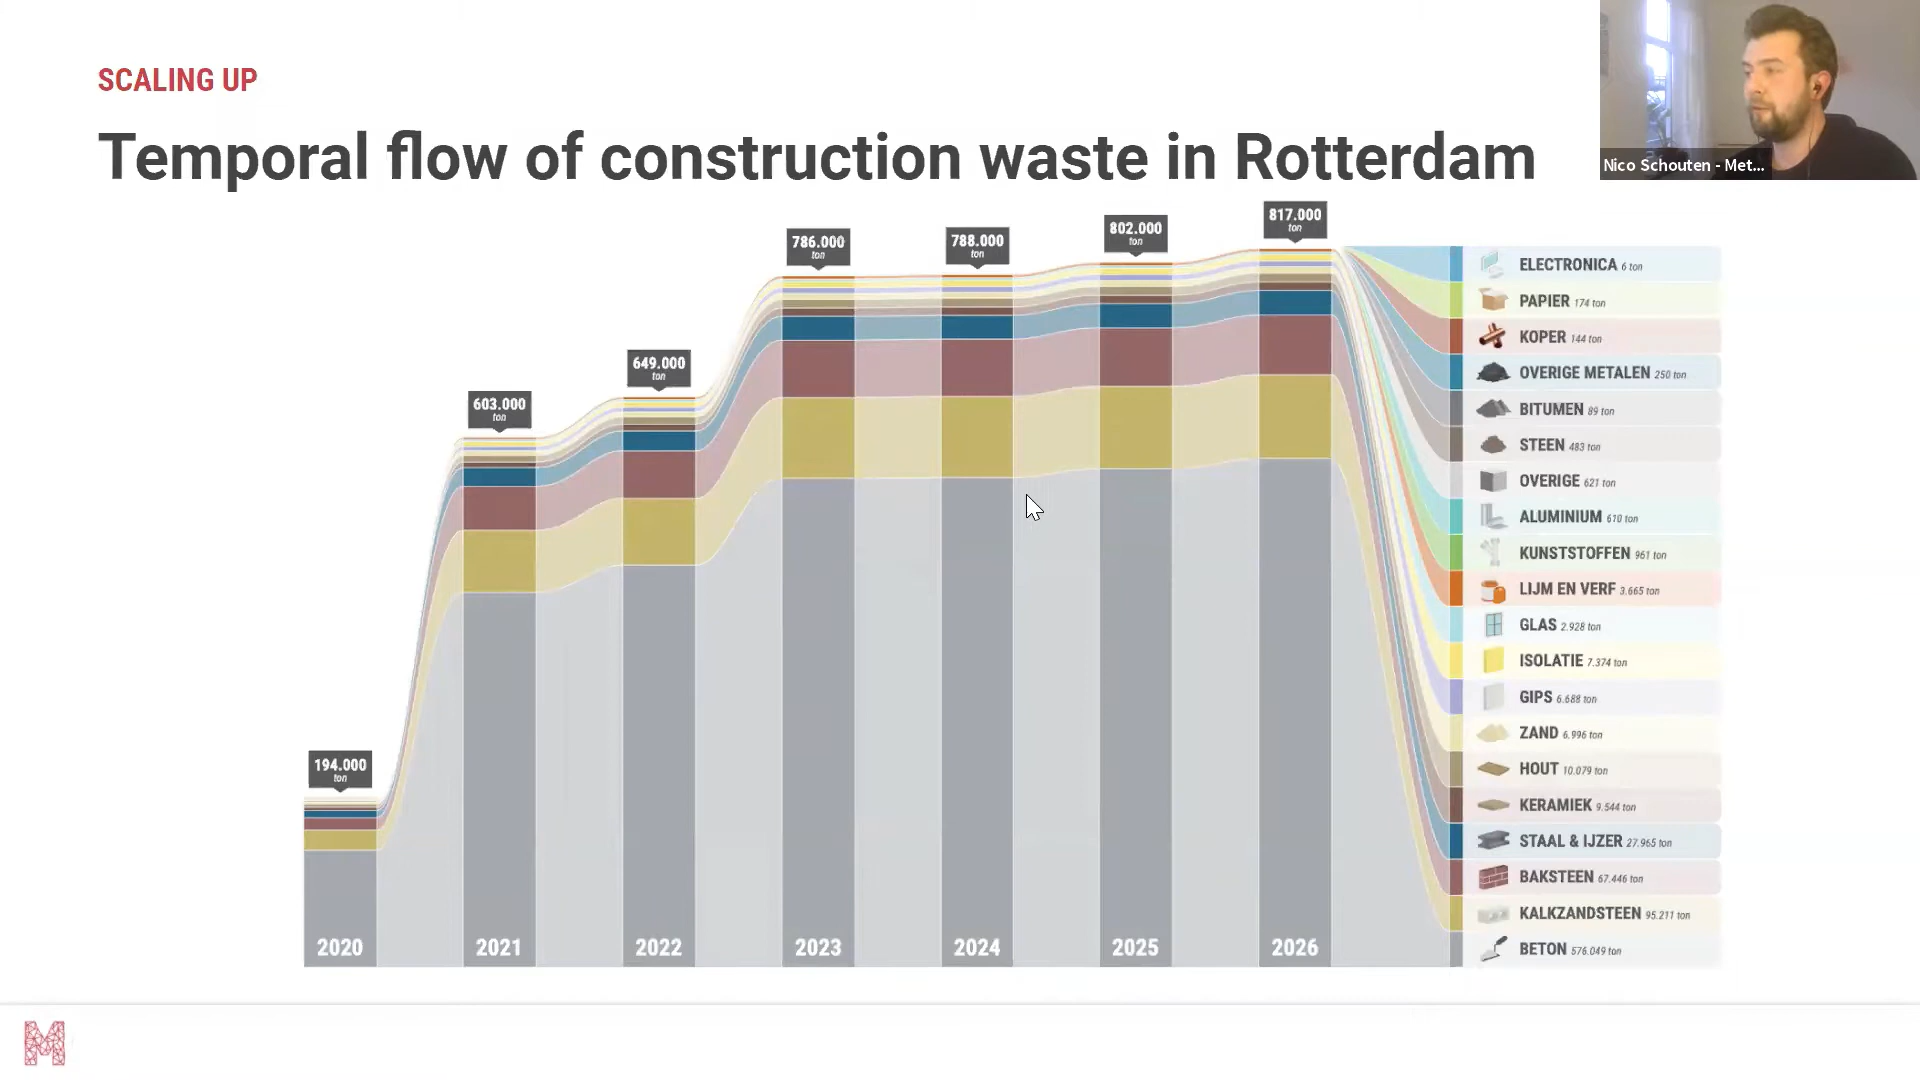 SCALING UP
Temporal flow of construction waste in Rotterdam
Nico Schouten - Met...
194.000
ton
603.000
ton
649.000
ton
786.000
ton
788.000
ton
802.000
ton
817.000
ton
2020
2021
2022
2023
2024
2025
2026
ELECTRONICA 6 ton
PAPIER 174 ton
KOPER 144 ton
OVERIGE METALEN 250 ton
BITUMEN 89 ton
STEEN 483 ton
OVERIGE 621 ton
ALUMINIUM 610 ton
KUNSTSTOFFEN 961 ton
LIJM EN VERF 3.665 ton
GLAS 2.928 ton
ISOLATIE 7.374 ton
GIPS 6.688 ton
ZAND 6.996 ton
HOUT 10.079 ton
KERAMIEK 9.544 ton
STAAL & IJZER 27.965 ton
BAKSTEEN 67.446 ton
KALKZANDSTEEN 95.211 ton
BETON 576.049 ton
M